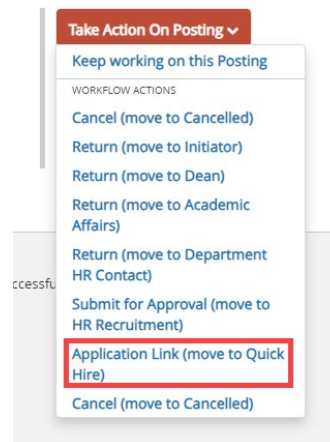 Take Action On Posting
Keep working on this Posting
WORKFLOW ACTIONS
Cancel (move to Cancelled)
Return (move to Initiator)
Return (move to Dean)
Return (move to Academic
Affairs)
Return (move to Department
HR Contact)
ccessfu
Submit for Approval (move to
HR Recruitment)
Application Link (move to Quick
Hire)
Cancel (move to Cancelled)